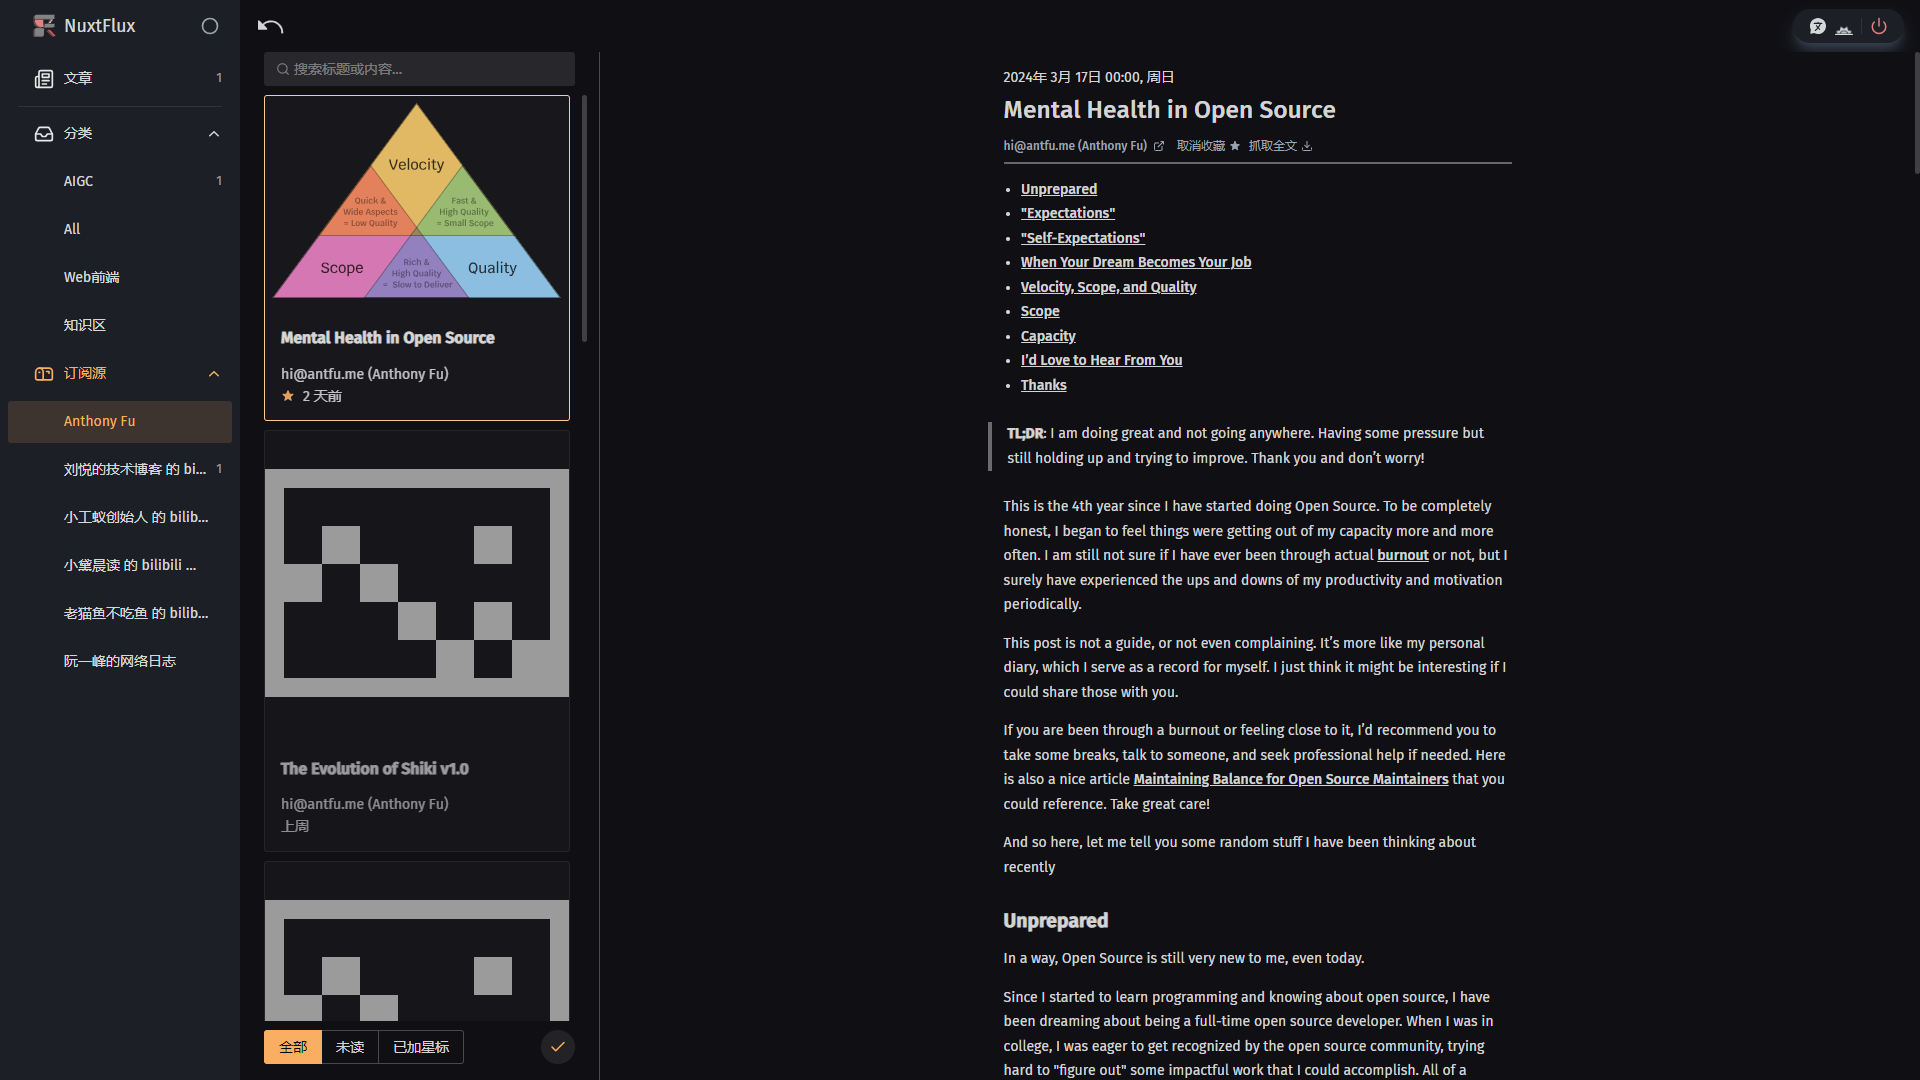 NuxtFlux
文章 1
分类
AIGC 1
All
Web前端
知识区
订阅源
Anthony Fu
刘悦的技术博客 的 bi... 1
小工蚁创始人 的 bilib...
小黛晨读 的 bilibili ...
老猫鱼不吃鱼 的 bilib...
阮一峰的网络日志
搜索标题或内容...
Velocity
Quick &
Wide Aspects
= Low Quality
Fast &
High Quality
= Small Scope
Scope
Rich &
High Quality
= Slow to Deliver
Quality
Mental Health in Open Source
hi@antfu.me (Anthony Fu)
2 天前
The Evolution of Shiki v1.0
hi@antfu.me (Anthony Fu)
上周
全部 未读 已加星标
2024年 3月 17日 00:00, 周日
Mental Health in Open Source
hi@antfu.me (Anthony Fu) 取消收藏 抓取全文
• Unprepared
• "Expectations"
• "Self-Expectations"
• When Your Dream Becomes Your Job
• Velocity, Scope, and Quality
• Scope
• Capacity
• I’d Love to Hear From You
• Thanks
TL;DR: I am doing great and not going anywhere. Having some pressure but
still holding up and trying to improve. Thank you and don’t worry!
This is the 4th year since I have started doing Open Source. To be completely
honest, I began to feel things were getting out of my capacity more and more
often. I am still not sure if I have ever been through actual burnout or not, but I
surely have experienced the ups and downs of my productivity and motivation
periodically.
This post is not a guide, or not even complaining. It’s more like my personal
diary, which I serve as a record for myself. I just think it might be interesting if I
could share those with you.
If you are been through a burnout or feeling close to it, I’d recommend you to
take some breaks, talk to someone, and seek professional help if needed. Here
is also a nice article Maintaining Balance for Open Source Maintainers that you
could reference. Take great care!
And so here, let me tell you some random stuff I have been thinking about
recently
Unprepared
In a way, Open Source is still very new to me, even today.
Since I started to learn programming and knowing about open source, I have
been dreaming about being a full-time open source developer. When I was in
college, I was eager to get recognized by the open source community, trying
hard to "figure out" some impactful work that I could accomplish. All of a